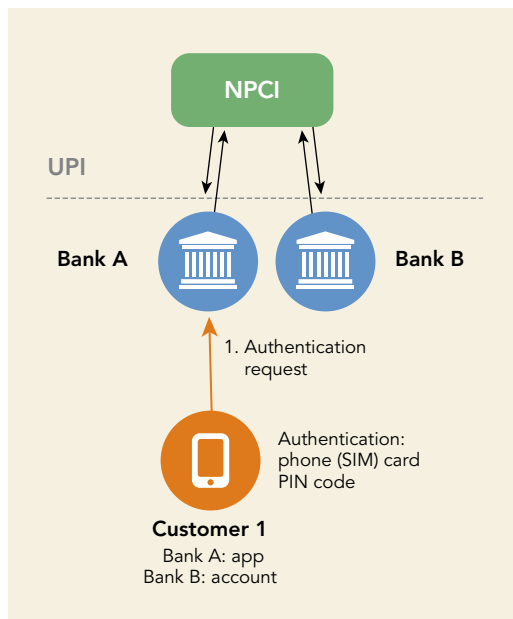 NPCI
UPI
Bank A
Bank B
1. Authentication
request
Authentication:
phone (SIM) card
PIN code
Customer 1
Bank A: app
Bank B: account